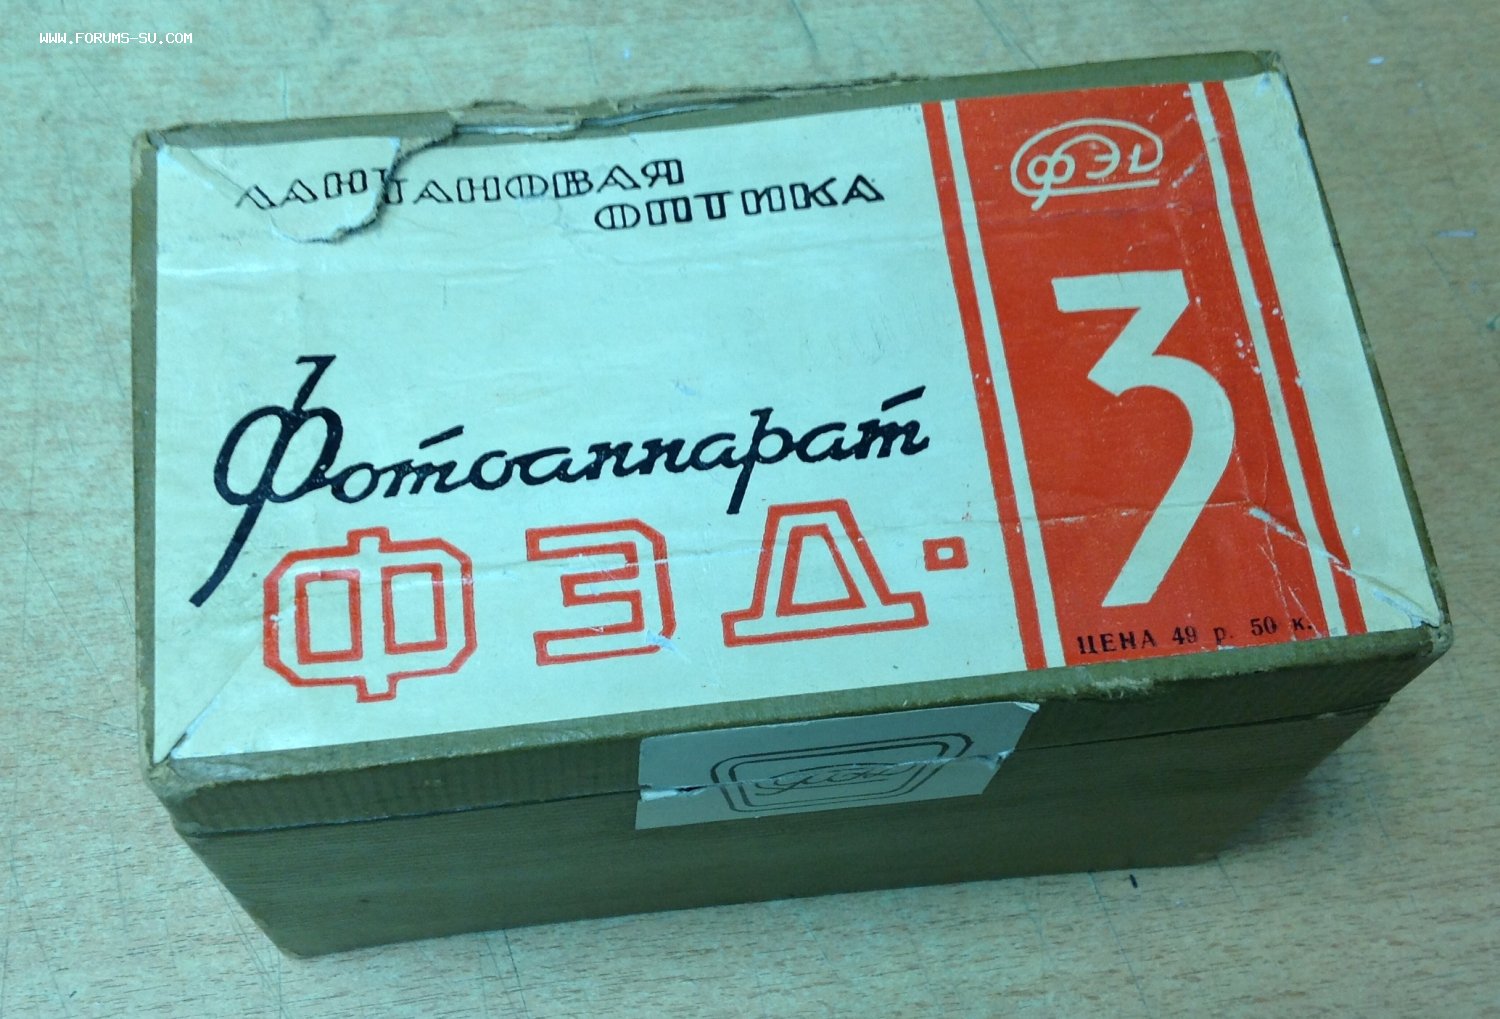 WWW.FORUMS-SU.COM
ЛАНТАНОВАЯ
ОПТИКА
ФЭД
3
Фотоаппарат
ФЭД-
ЦЕНА 49 р. 50 к.
ФЭД